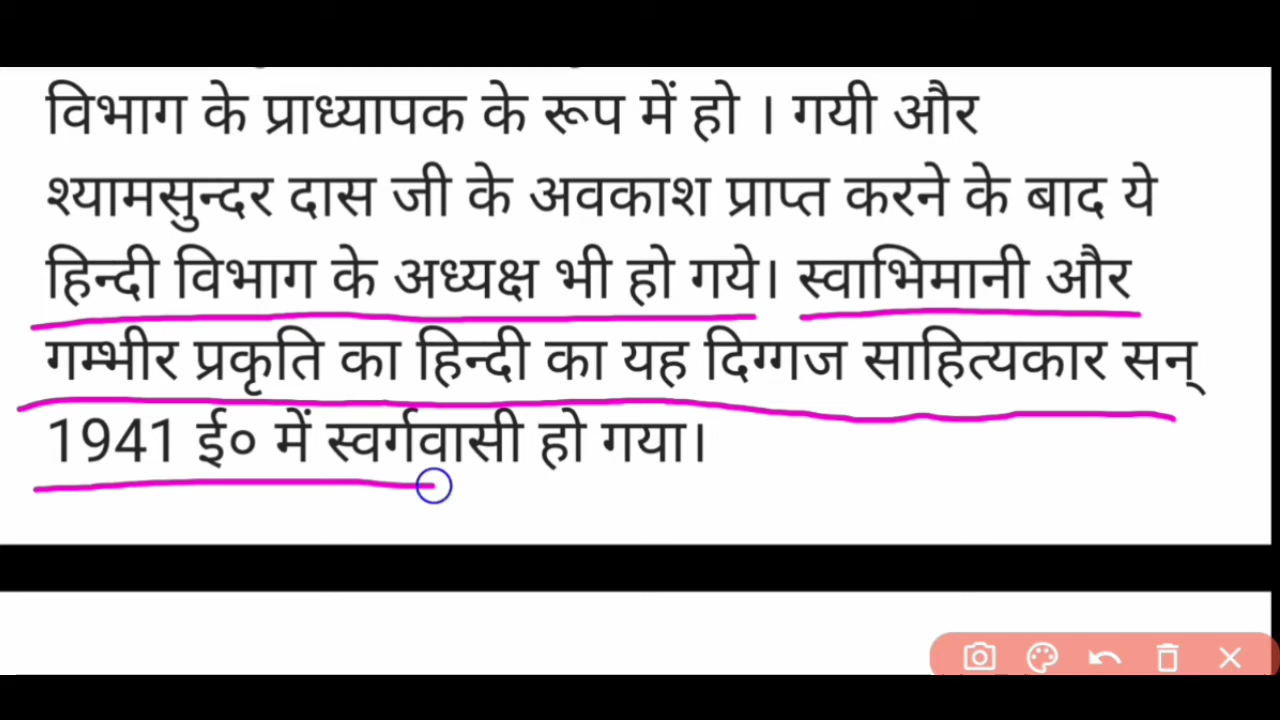 विभाग के प्राध्यापक के रूप में हो । गयी और
श्यामसुन्दर दास जी के अवकाश प्राप्त करने के बाद ये
हिन्दी विभाग के अध्यक्ष भी हो गये। स्वाभिमानी और
गम्भीर प्रकृति का हिन्दी का यह दिग्गज साहित्यकार सन्
1941 ई० में स्वर्गवासी हो गया।